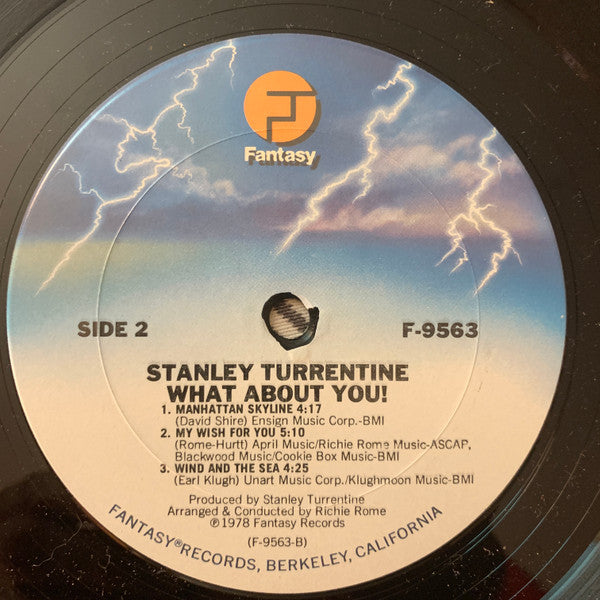 Fantasy
SIDE 2
F-9563
STANLEY TURRENTINE
WHAT ABOUT YOU!
1. MANHATTAN SKYLINE 4:17
(David Shire) Ensign Music Corp.-BMI
2. MY WISH FOR YOU 5:10
(Rome-Hurtt) April Music/Richie Rome Music-ASCAP,
Blackwood Music/Cookie Box Music-BMI
3. WIND AND THE SEA 4:25
(Earl Klugh) Unart Music Corp./Klughmoon Music-BMI
Produced by Stanley Turrentine
Arranged & Conducted by Richie Rome
℗1978 Fantasy Records
(F-9563-B)
FANTASY®RECORDS, BERKELEY, CALIFORNIA